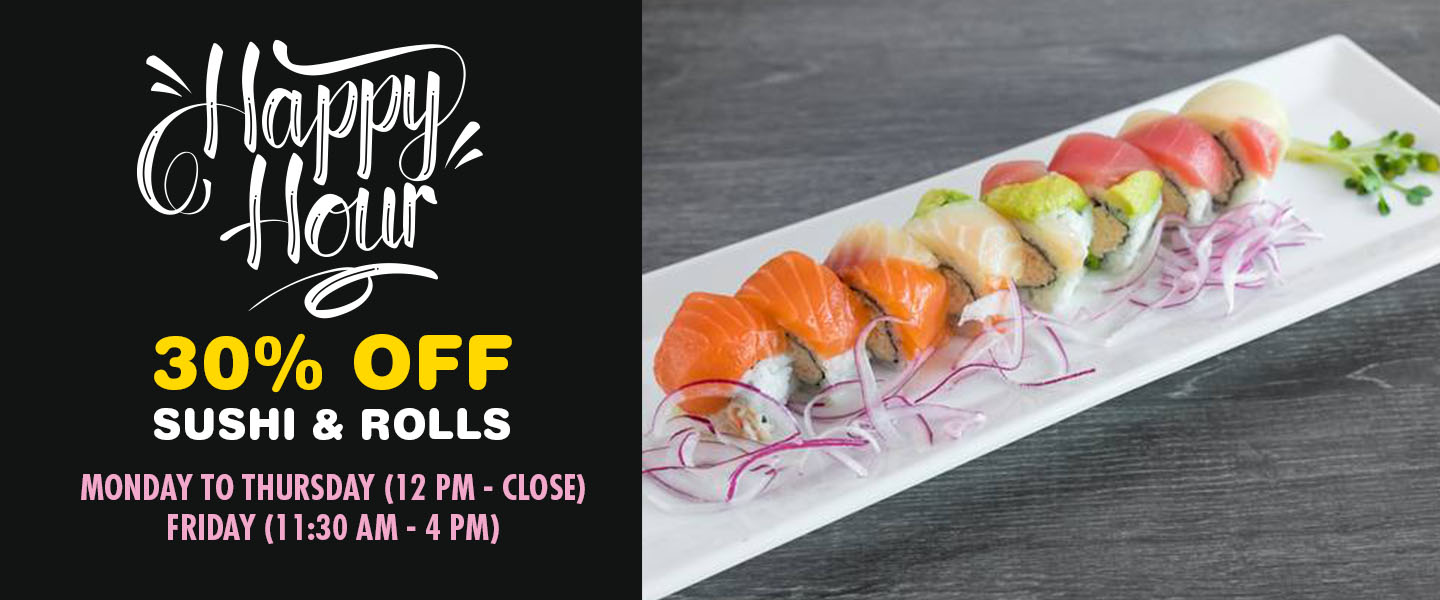 Happy
Hour
30% OFF
SUSHI & ROLLS
MONDAY TO THURSDAY (12 PM - CLOSE)
FRIDAY (11:30 AM - 4 PM)